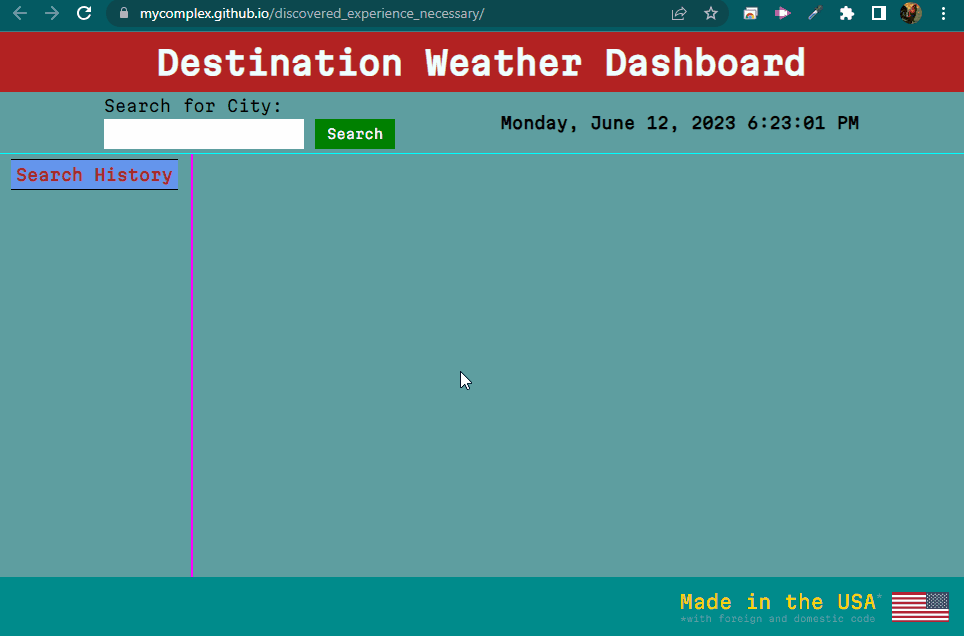 mycomplex.github.io/discovered_experience_necessary/
Destination Weather Dashboard
Search for City:
Search
Monday, June 12, 2023 6:23:01 PM
Search History
Made in the USA*
*with foreign and domestic code